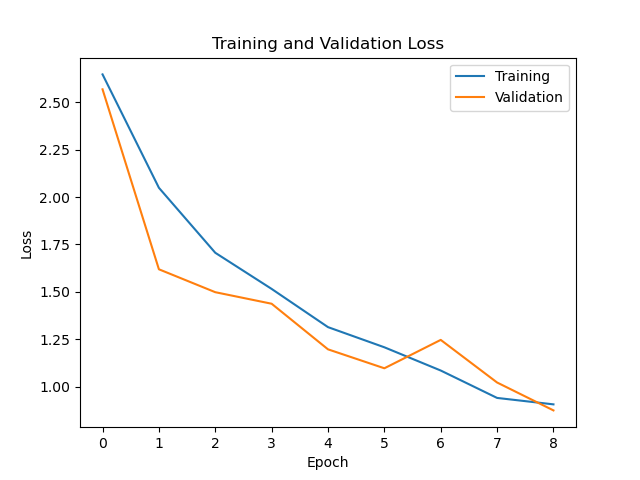 Training and Validation Loss
Training
Validation
2.50
2.25
2.00
1.75
1.50
1.25
1.00
Loss
0 1 2 3 4 5 6 7 8
Epoch